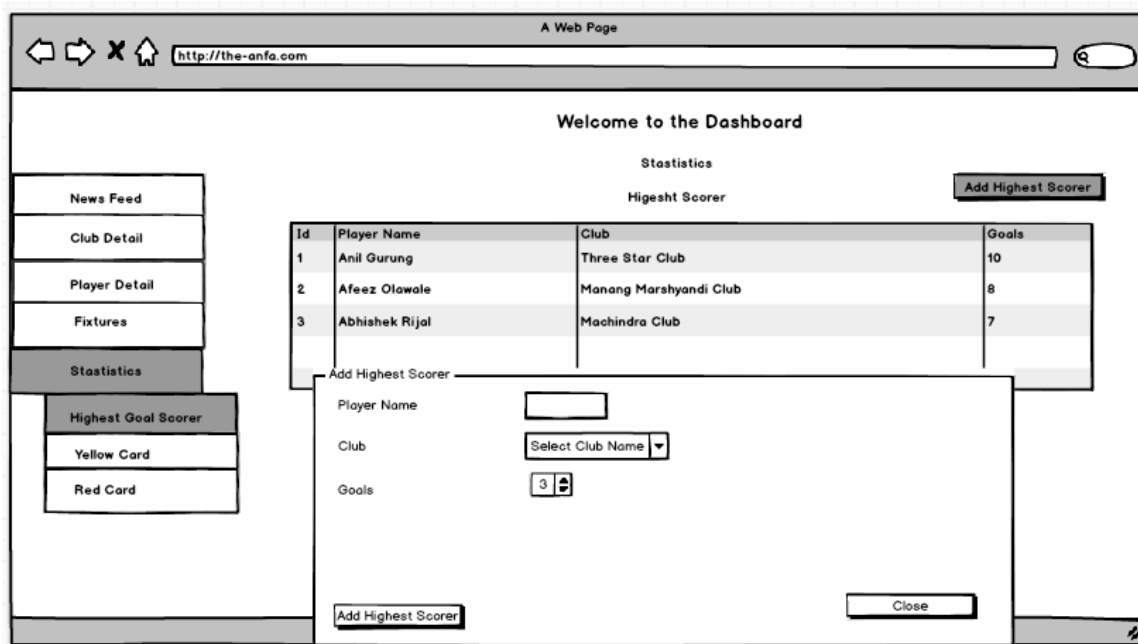 A Web Page
http://the-anfa.com
Welcome to the Dashboard
Stastistics
Higesht Scorer
Add Highest Scorer
News Feed
Club Detail
Player Detail
Fixtures
Stastistics
Highest Goal Scorer
Yellow Card
Red Card
Id Player Name Club Goals
1 Anil Gurung Three Star Club 10
2 Afeez Olawale Manang Marshyandi Club 8
3 Abhishek Rijal Machindra Club 7
Add Highest Scorer
Player Name
Club Select Club Name
Goals 3
Add Highest Scorer Close